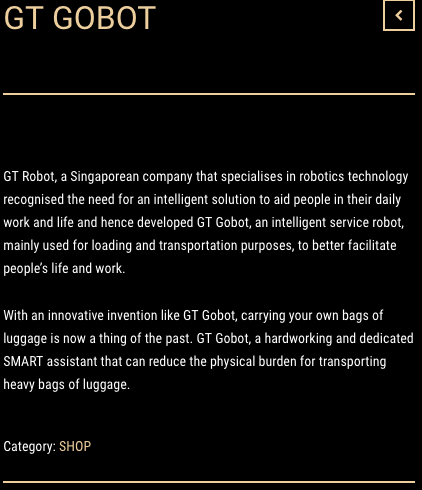 GT GOBOT
GT Robot, a Singaporean company that specialises in robotics technology
recognised the need for an intelligent solution to aid people in their daily
work and life and hence developed GT Gobot, an intelligent service robot,
mainly used for loading and transportation purposes, to better facilitate
people’s life and work.
With an innovative invention like GT Gobot, carrying your own bags of
luggage is now a thing of the past. GT Gobot, a hardworking and dedicated
SMART assistant that can reduce the physical burden for transporting
heavy bags of luggage.
Category: SHOP